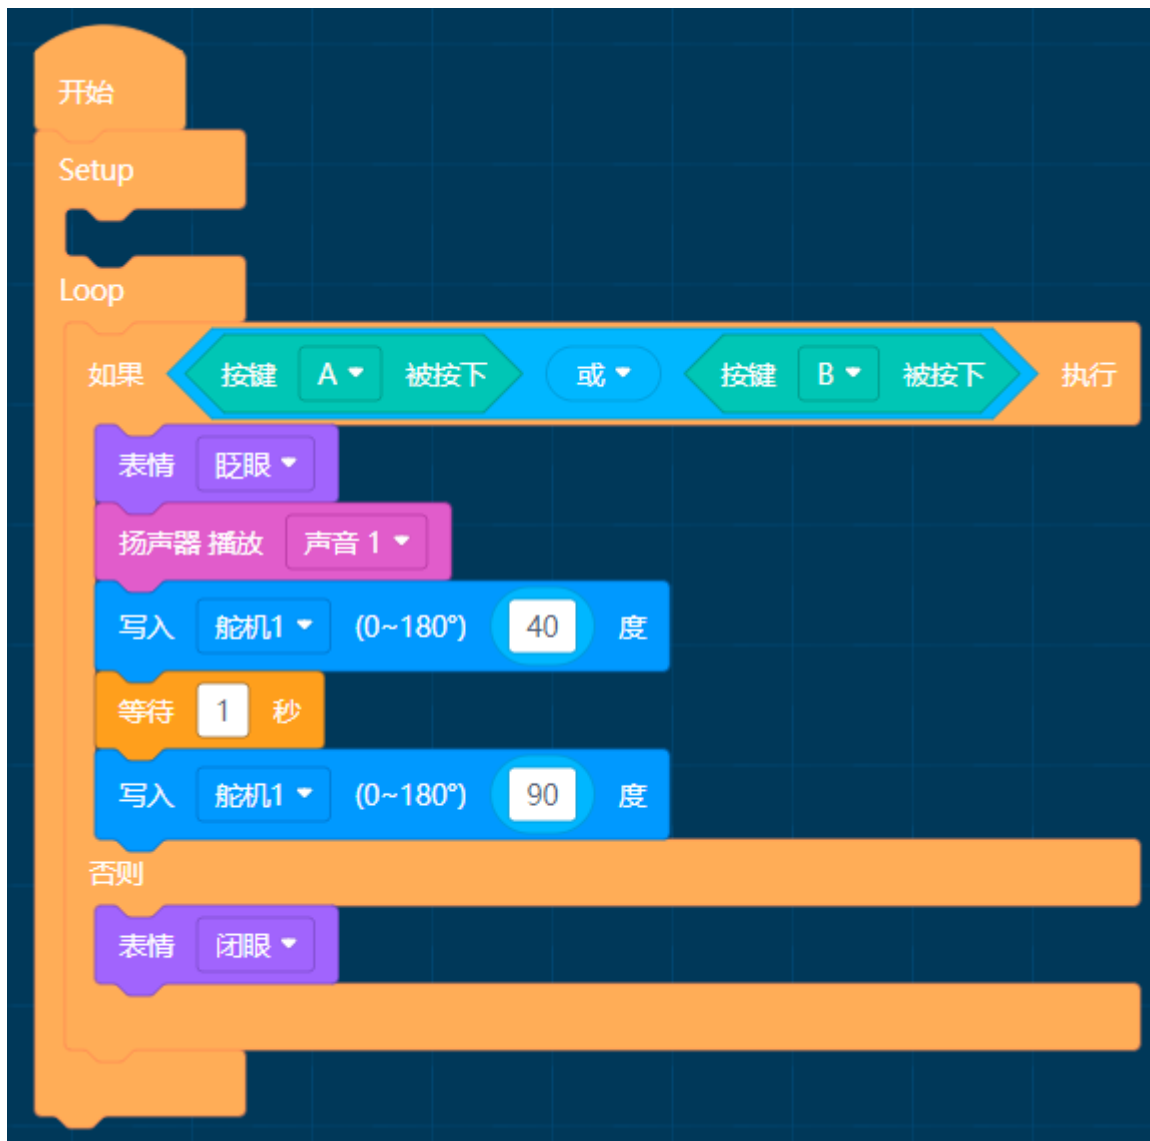 开始
Setup
Loop
如果 按键 A 被按下 或 按键 B 被按下 执行
表情 眨眼
扬声器 播放 声音 1
写入 舵机1 (0~180°) 40 度
等待 1 秒
写入 舵机1 (0~180°) 90 度
否则
表情 闭眼